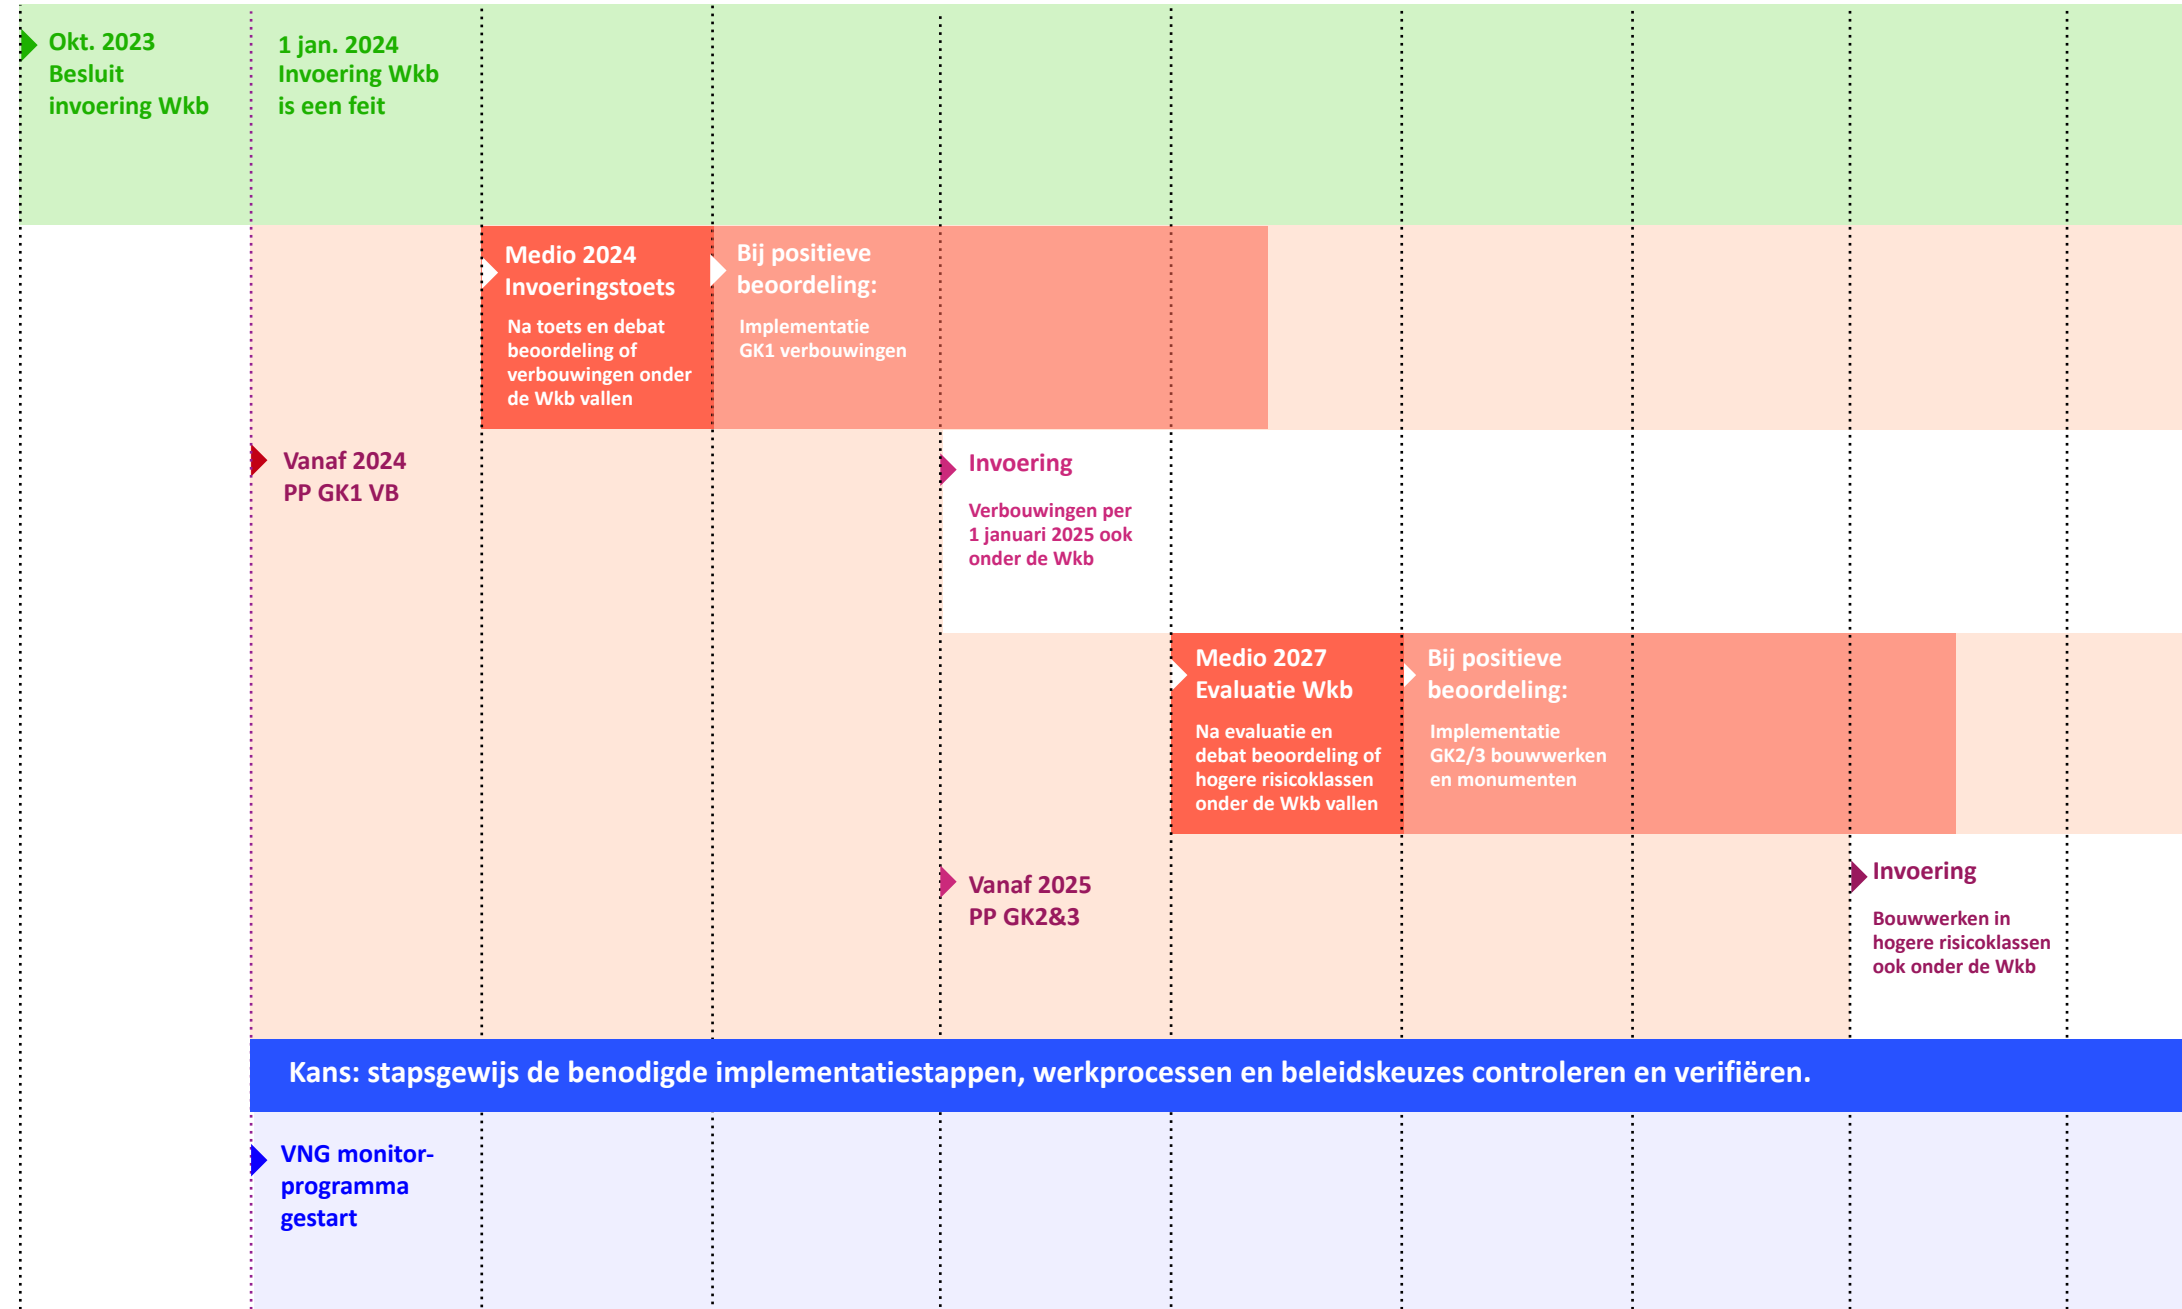 Okt. 2023
Besluit
invoering Wkb
1 jan. 2024
Invoering Wkb
is een feit
Medio 2024
Invoeringstoets
Na toets en debat
beoordeling of
verbouwingen onder
de Wkb vallen
Bij positieve
beoordeling:
Implementatie
GK1 verbouwingen
Vanaf 2024
PP GK1 VB
Invoering
Verbouwingen per
1 januari 2025 ook
onder de Wkb
Medio 2027
Evaluatie Wkb
Na evaluatie en
debat beoordeling of
hogere risicoklassen
onder de Wkb vallen
Bij positieve
beoordeling:
Implementatie
GK2/3 bouwwerken
en monumenten
Vanaf 2025
PP GK2&3
Invoering
Bouwwerken in
hogere risicoklassen
ook onder de Wkb
Kans: stapsgewijs de benodigde implementatiestappen, werkprocessen en beleidskeuzes controleren en verifiëren.
VNG monitor-
programma
gestart